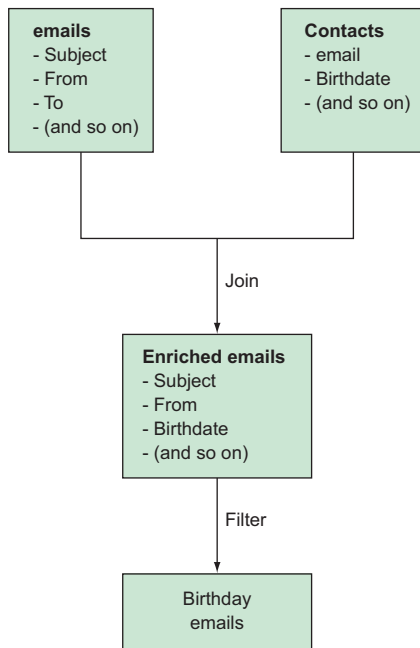 emails
- Subject
- From
- To
- (and so on)
Contacts
- email
- Birthdate
- (and so on)
Join
Enriched emails
- Subject
- From
- Birthdate
- (and so on)
Filter
Birthday
emails